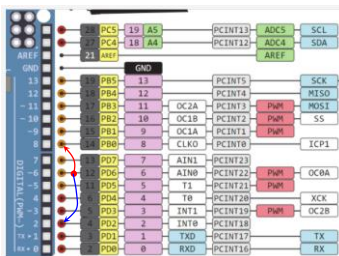 28 PC5 19 A5 PCINT13 ADC5 SCL
27 PC4 18 A4 PCINT12 ADC4 SDA
AREF 21 AREF AREF
GND GND
13 19 PB5 13 PCINT5 SCK
12 18 PB4 12 PCINT4 MISO
~11 17 PB3 11 OC2A PCINT3 PWM MOSI
~10 16 PB2 10 OC1B PCINT2 PWM SS
~9 15 PB1 9 OC1A PCINT1 PWM
8 14 PB0 8 CLKO PCINT0 ICP1
7 13 PD7 7 AIN1 PCINT23
~6 12 PD6 6 AIN0 PCINT22 PWM OC0A
~5 11 PD5 5 T1 PCINT21 PWM
4 6 PD4 4 T0 PCINT20 XCK
~3 5 PD3 3 INT1 PCINT19 PWM OC2B
2 4 PD2 2 INT0 PCINT18
TX→1 3 PD1 1 TXD PCINT17 TX
RX←0 2 PD0 0 RXD PCINT16 RX
DIGITAL(PWM~)